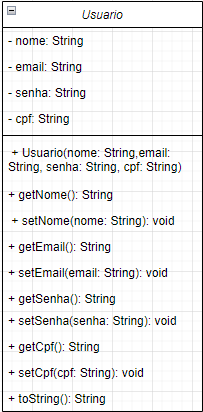 Usuario
- nome: String
- email: String
- senha: String
- cpf: String
+ Usuario(nome: String,email:
String, senha: String, cpf: String)
+ getNome(): String
+ setNome(nome: String): void
+ getEmail(): String
+ setEmail(email: String): void
+ getSenha(): String
+ setSenha(senha: String): void
+ getCpf(): String
+ setCpf(cpf: String): void
+ toString(): String